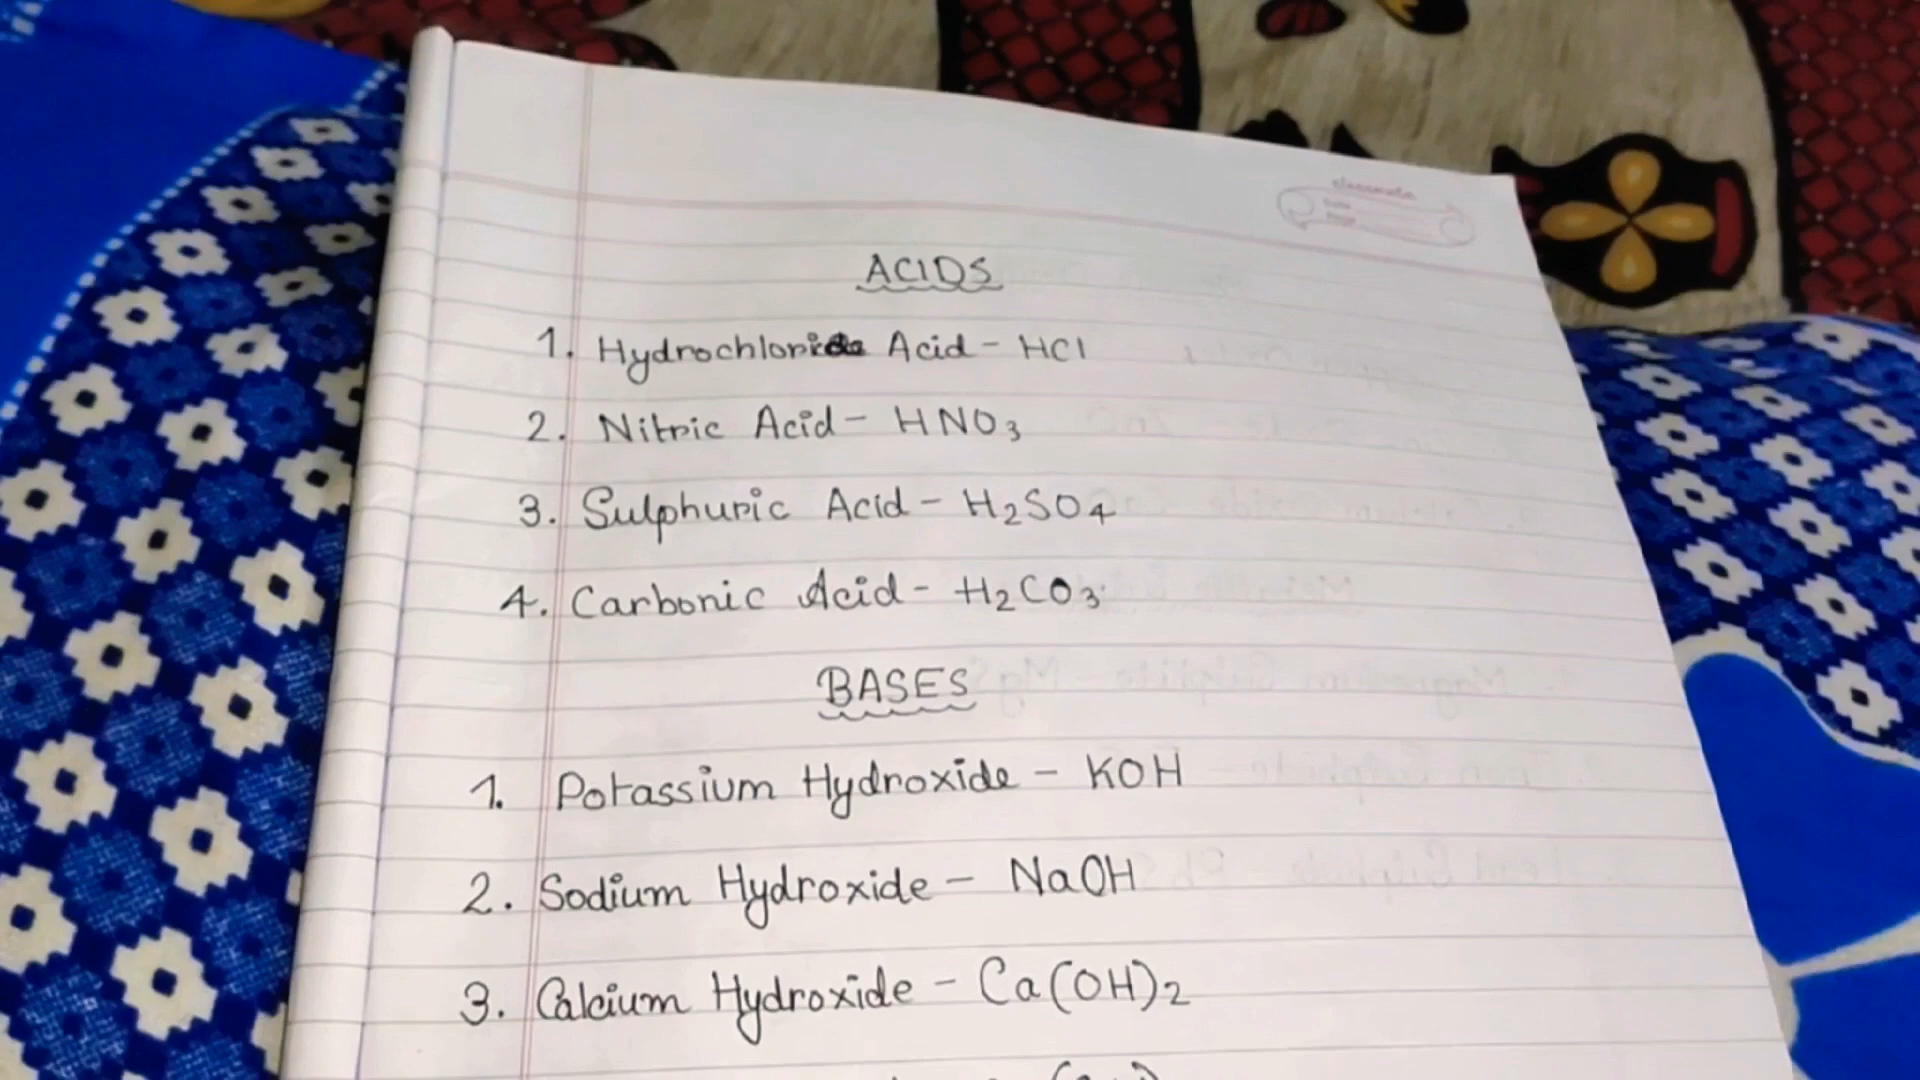 classmate
ACIDS
1. Hydrochloric Acid - HCl
2. Nitric Acid - HNO3
3. Sulphuric Acid - H2SO4
4. Carbonic Acid - H2CO3
BASES
1. Potassium Hydroxide - KOH
2. Sodium Hydroxide - NaOH
3. Calcium Hydroxide - Ca(OH)2